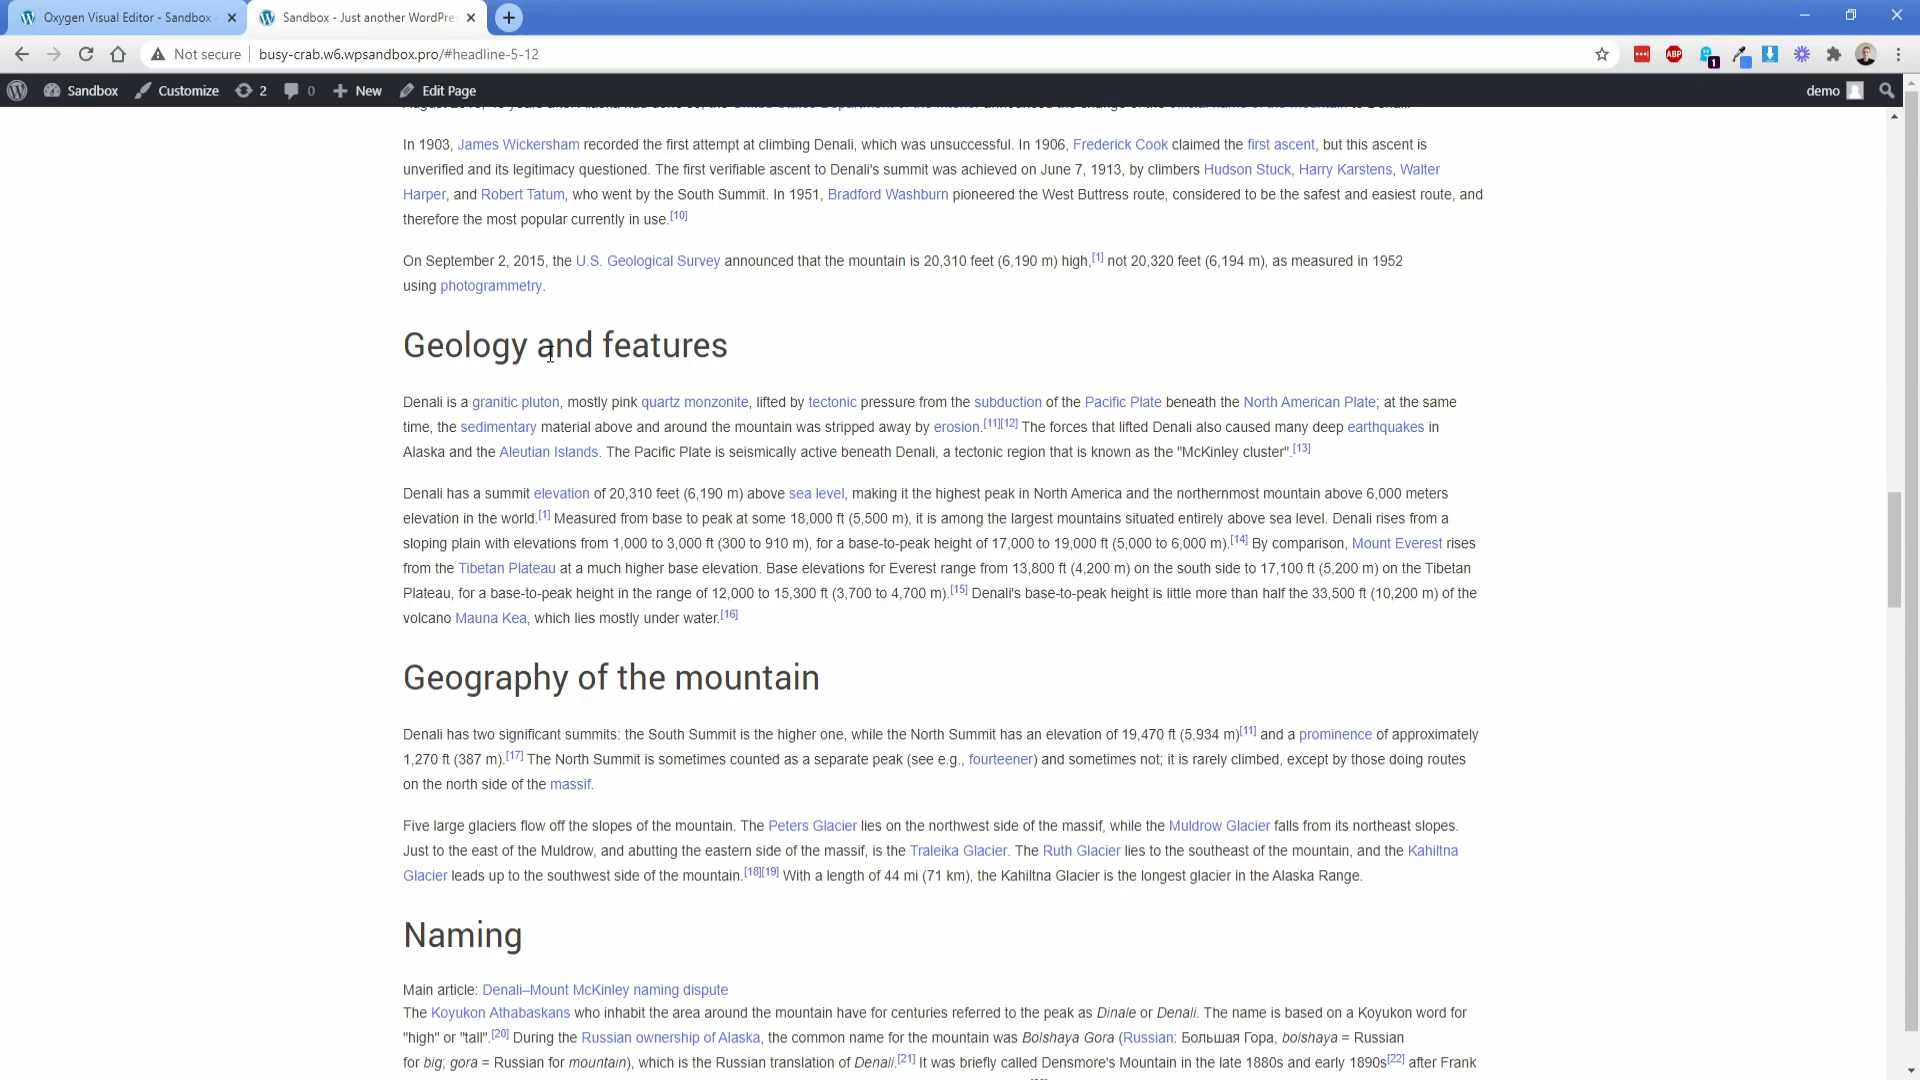 Oxygen Visual Editor - Sandbox
Sandbox - Just another WordPre
Not secure
busy-crab.w6.wpsandbox.pro/#headline-5-12
ABP
1
Sandbox
Customize
2
0
New
Edit Page
demo
In 1903, James Wickersham recorded the first attempt at climbing Denali, which was unsuccessful. In 1906, Frederick Cook claimed the first ascent, but this ascent is
unverified and its legitimacy questioned. The first verifiable ascent to Denali's summit was achieved on June 7, 1913, by climbers Hudson Stuck, Harry Karstens, Walter
Harper, and Robert Tatum, who went by the South Summit. In 1951, Bradford Washburn pioneered the West Buttress route, considered to be the safest and easiest route, and
therefore the most popular currently in use.[10]
On September 2, 2015, the U.S. Geological Survey announced that the mountain is 20,310 feet (6,190 m) high,[1] not 20,320 feet (6,194 m), as measured in 1952
using photogrammetry.
Geology and features
Denali is a granitic pluton, mostly pink quartz monzonite, lifted by tectonic pressure from the subduction of the Pacific Plate beneath the North American Plate; at the same
time, the sedimentary material above and around the mountain was stripped away by erosion.[11][12] The forces that lifted Denali also caused many deep earthquakes in
Alaska and the Aleutian Islands. The Pacific Plate is seismically active beneath Denali, a tectonic region that is known as the "McKinley cluster".[13]
Denali has a summit elevation of 20,310 feet (6,190 m) above sea level, making it the highest peak in North America and the northernmost mountain above 6,000 meters
elevation in the world.[1] Measured from base to peak at some 18,000 ft (5,500 m), it is among the largest mountains situated entirely above sea level. Denali rises from a
sloping plain with elevations from 1,000 to 3,000 ft (300 to 910 m), for a base-to-peak height of 17,000 to 19,000 ft (5,000 to 6,000 m).[14] By comparison, Mount Everest rises
from the Tibetan Plateau at a much higher base elevation. Base elevations for Everest range from 13,800 ft (4,200 m) on the south side to 17,100 ft (5,200 m) on the Tibetan
Plateau, for a base-to-peak height in the range of 12,000 to 15,300 ft (3,700 to 4,700 m).[15] Denali's base-to-peak height is little more than half the 33,500 ft (10,200 m) of the
volcano Mauna Kea, which lies mostly under water.[16]
Geography of the mountain
Denali has two significant summits: the South Summit is the higher one, while the North Summit has an elevation of 19,470 ft (5,934 m)[11] and a prominence of approximately
1,270 ft (387 m).[17] The North Summit is sometimes counted as a separate peak (see e.g., fourteener) and sometimes not; it is rarely climbed, except by those doing routes
on the north side of the massif.
Five large glaciers flow off the slopes of the mountain. The Peters Glacier lies on the northwest side of the massif, while the Muldrow Glacier falls from its northeast slopes.
Just to the east of the Muldrow, and abutting the eastern side of the massif, is the Traleika Glacier. The Ruth Glacier lies to the southeast of the mountain, and the Kahiltna
Glacier leads up to the southwest side of the mountain.[18][19] With a length of 44 mi (71 km), the Kahiltna Glacier is the longest glacier in the Alaska Range.
Naming
Main article: Denali–Mount McKinley naming dispute
The Koyukon Athabaskans who inhabit the area around the mountain have for centuries referred to the peak as Dinale or Denali. The name is based on a Koyukon word for
"high" or "tall".[20] During the Russian ownership of Alaska, the common name for the mountain was Bolshaya Gora (Russian: Большая Гора, bolshaya = Russian
for big; gora = Russian for mountain), which is the Russian translation of Denali.[21] It was briefly called Densmore's Mountain in the late 1880s and early 1890s[22] after Frank